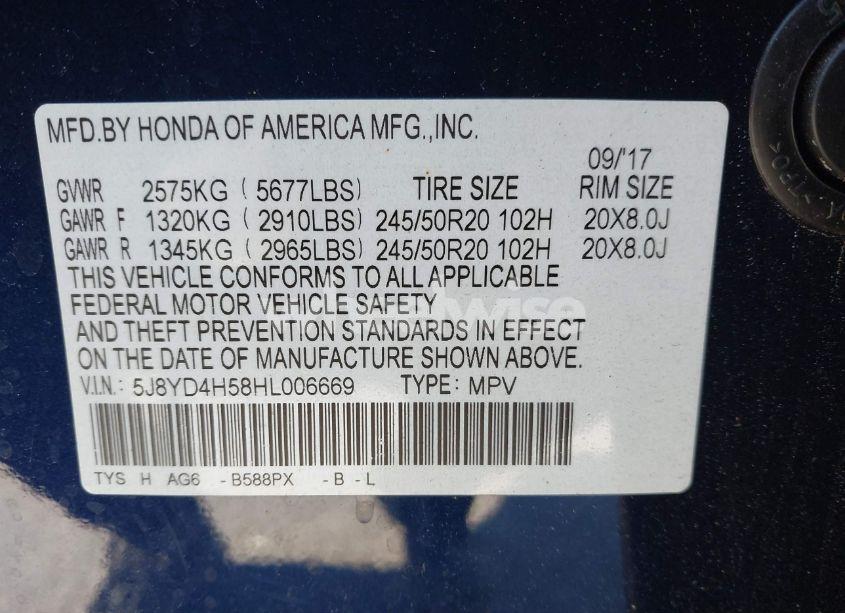 MFD.BY HONDA OF AMERICA MFG.,INC.
09/'17
GVWR 2575KG ( 5677LBS) TIRE SIZE RIM SIZE
GAWR F 1320KG ( 2910LBS) 245/50R20 102H 20X8.0J
GAWR R 1345KG ( 2965LBS) 245/50R20 102H 20X8.0J
THIS VEHICLE CONFORMS TO ALL APPLICABLE
FEDERAL MOTOR VEHICLE SAFETY
AND THEFT PREVENTION STANDARDS IN EFFECT
ON THE DATE OF MANUFACTURE SHOWN ABOVE.
V.I.N.: 5J8YD4H58HL006669 TYPE: MPV
TYS H AG6 -B588PX -B -L